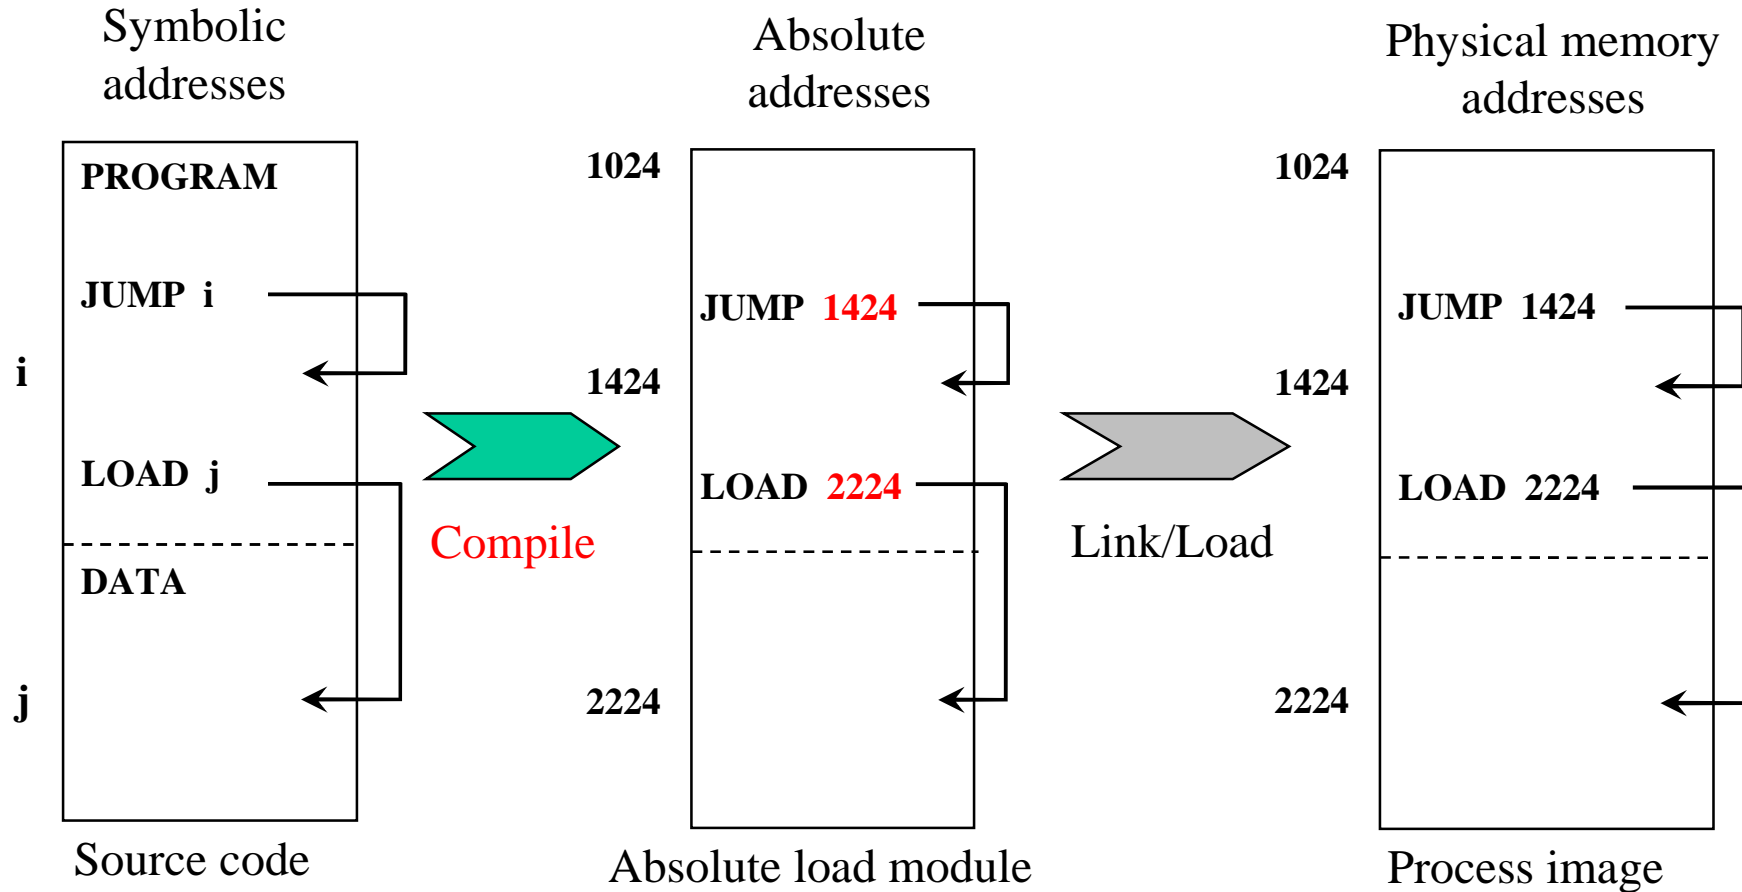 Symbolic
addresses
PROGRAM
JUMP i
i
LOAD j
DATA
j
Source code
Compile
Absolute
addresses
1024
JUMP 1424
1424
LOAD 2224
2224
Absolute load module
Link/Load
Physical memory
addresses
1024
JUMP 1424
1424
LOAD 2224
2224
Process image